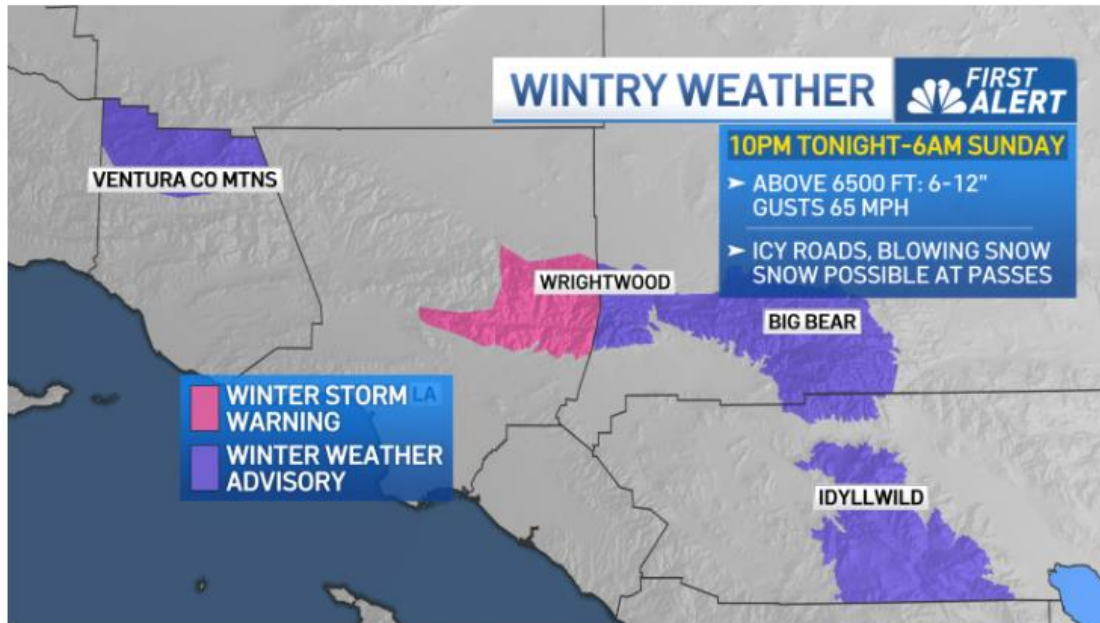 WINTRY WEATHER
FIRST
ALERT
10PM TONIGHT-6AM SUNDAY
➤ ABOVE 6500 FT: 6-12"
GUSTS 65 MPH
➤ ICY ROADS, BLOWING SNOW
SNOW POSSIBLE AT PASSES
VENTURA CO MTNS
WRIGHTWOOD
BIG BEAR
WINTER STORM
WARNING
LA
WINTER WEATHER
ADVISORY
IDYLLWILD